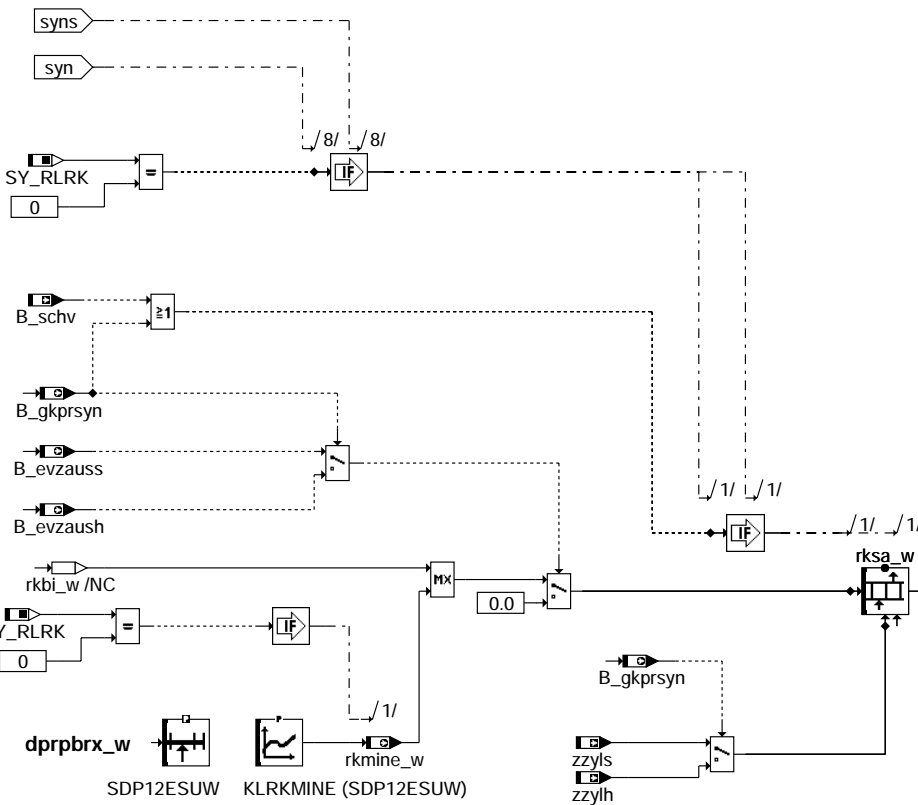 syns
syn
/8/
/8/
IF
SY_RLRK
=
0
B_schv
≧1
B_gkprsyn
B_evzauss
B_evzaush
/1/
/1/
IF
/1/
/1/
rksa_w
rkbi_w /NC
MX
0.0
Y_RLRK
=
IF
0
B_gkprsyn
/1/
dprpbrx_w
rkmine_w
zzyls
SDP12ESUW
KLRKMINE (SDP12ESUW)
zzylh